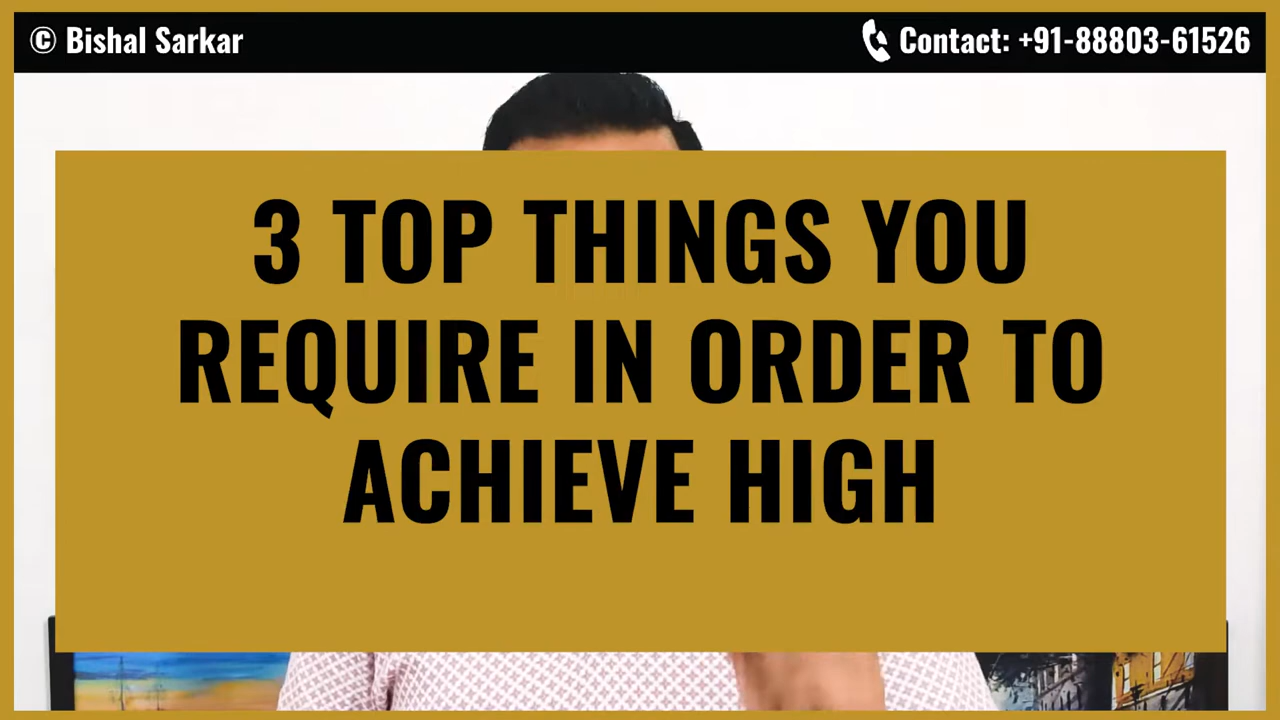 © Bishal Sarkar
Contact: +91-88803-61526
3 TOP THINGS YOU
REQUIRE IN ORDER TO
ACHIEVE HIGH